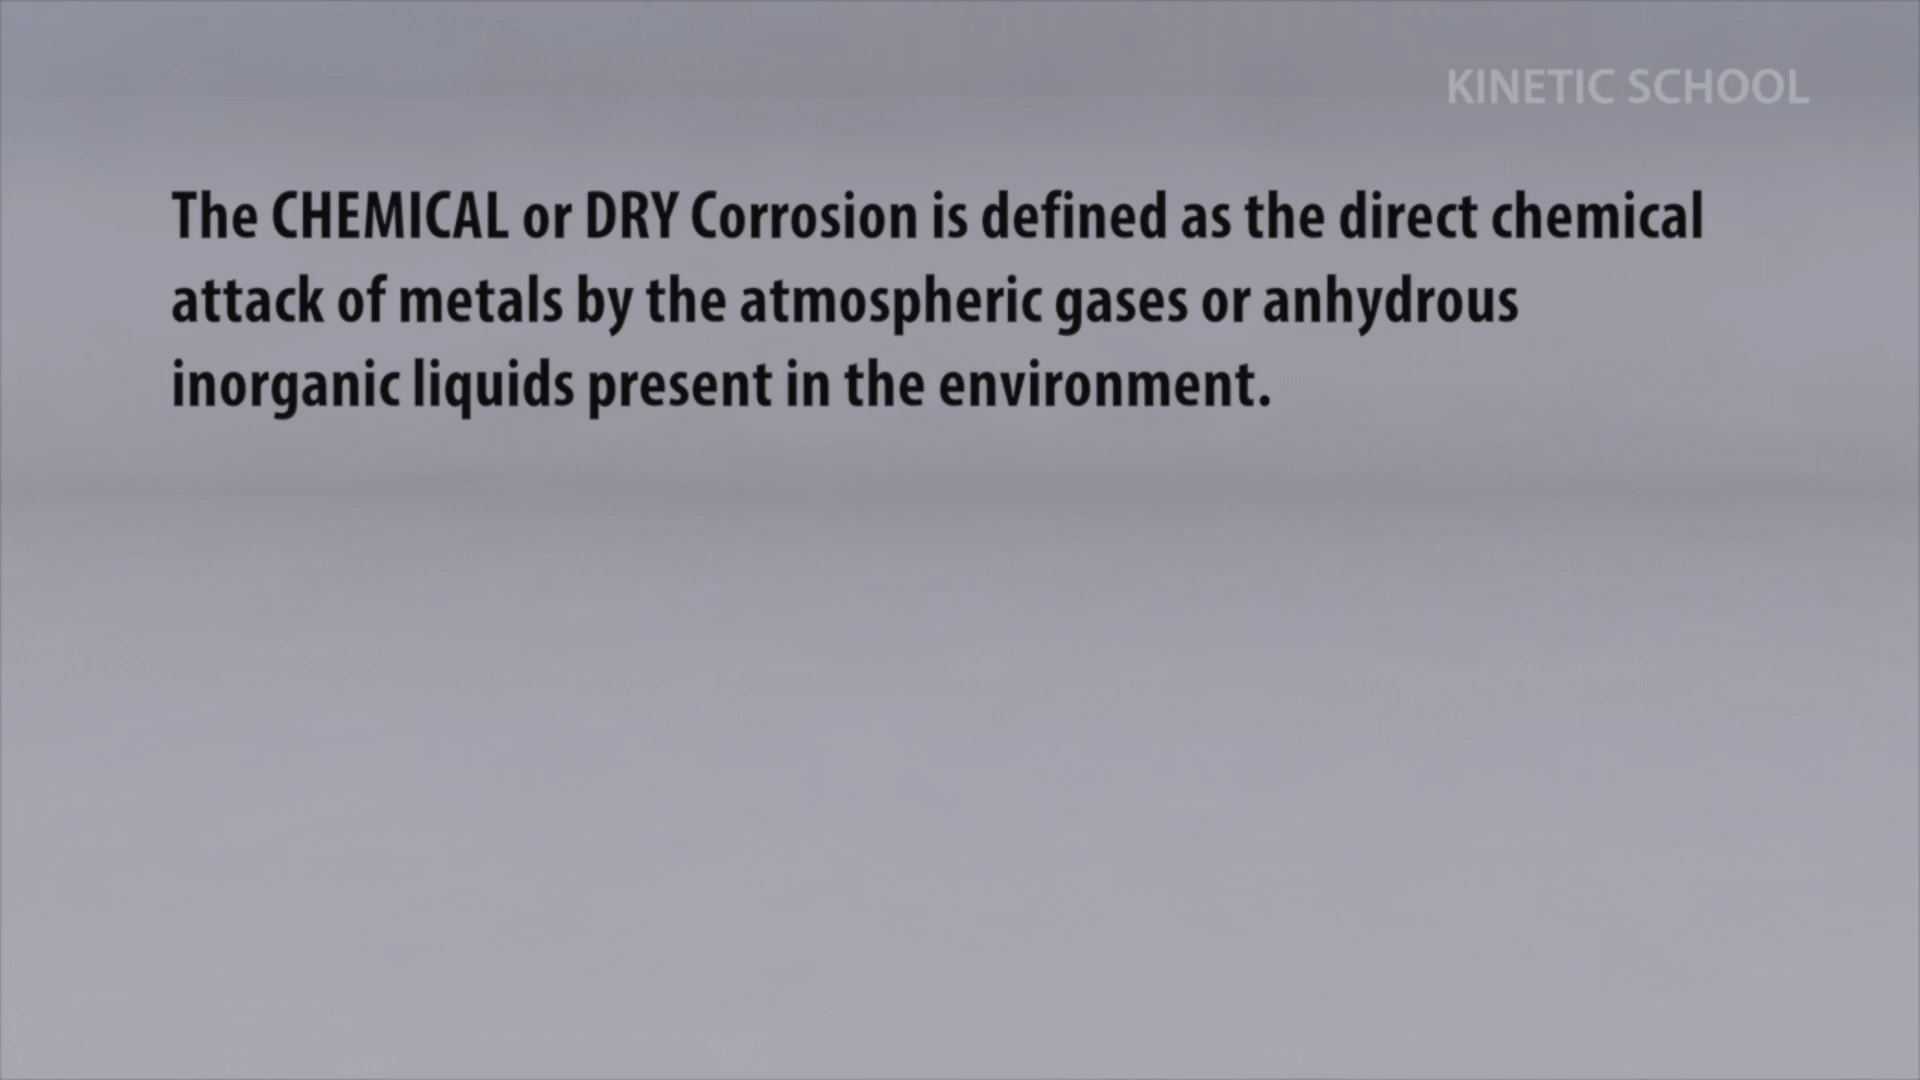 KINETIC SCHOOL
The CHEMICAL or DRY Corrosion is defined as the direct chemical
attack of metals by the atmospheric gases or anhydrous
inorganic liquids present in the environment.